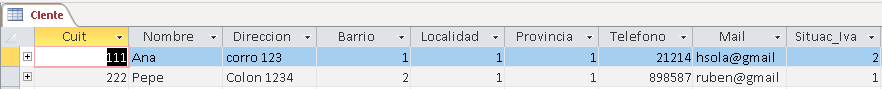 Clente
Cuit Nombre Direccion Barrio Localidad Provincia Telefono Mail Situac_Iva
111 Ana corro 123 1 1 1 21214 hsola@gmail 2
222 Pepe Colon 1234 2 1 1 898587 ruben@gmail 1